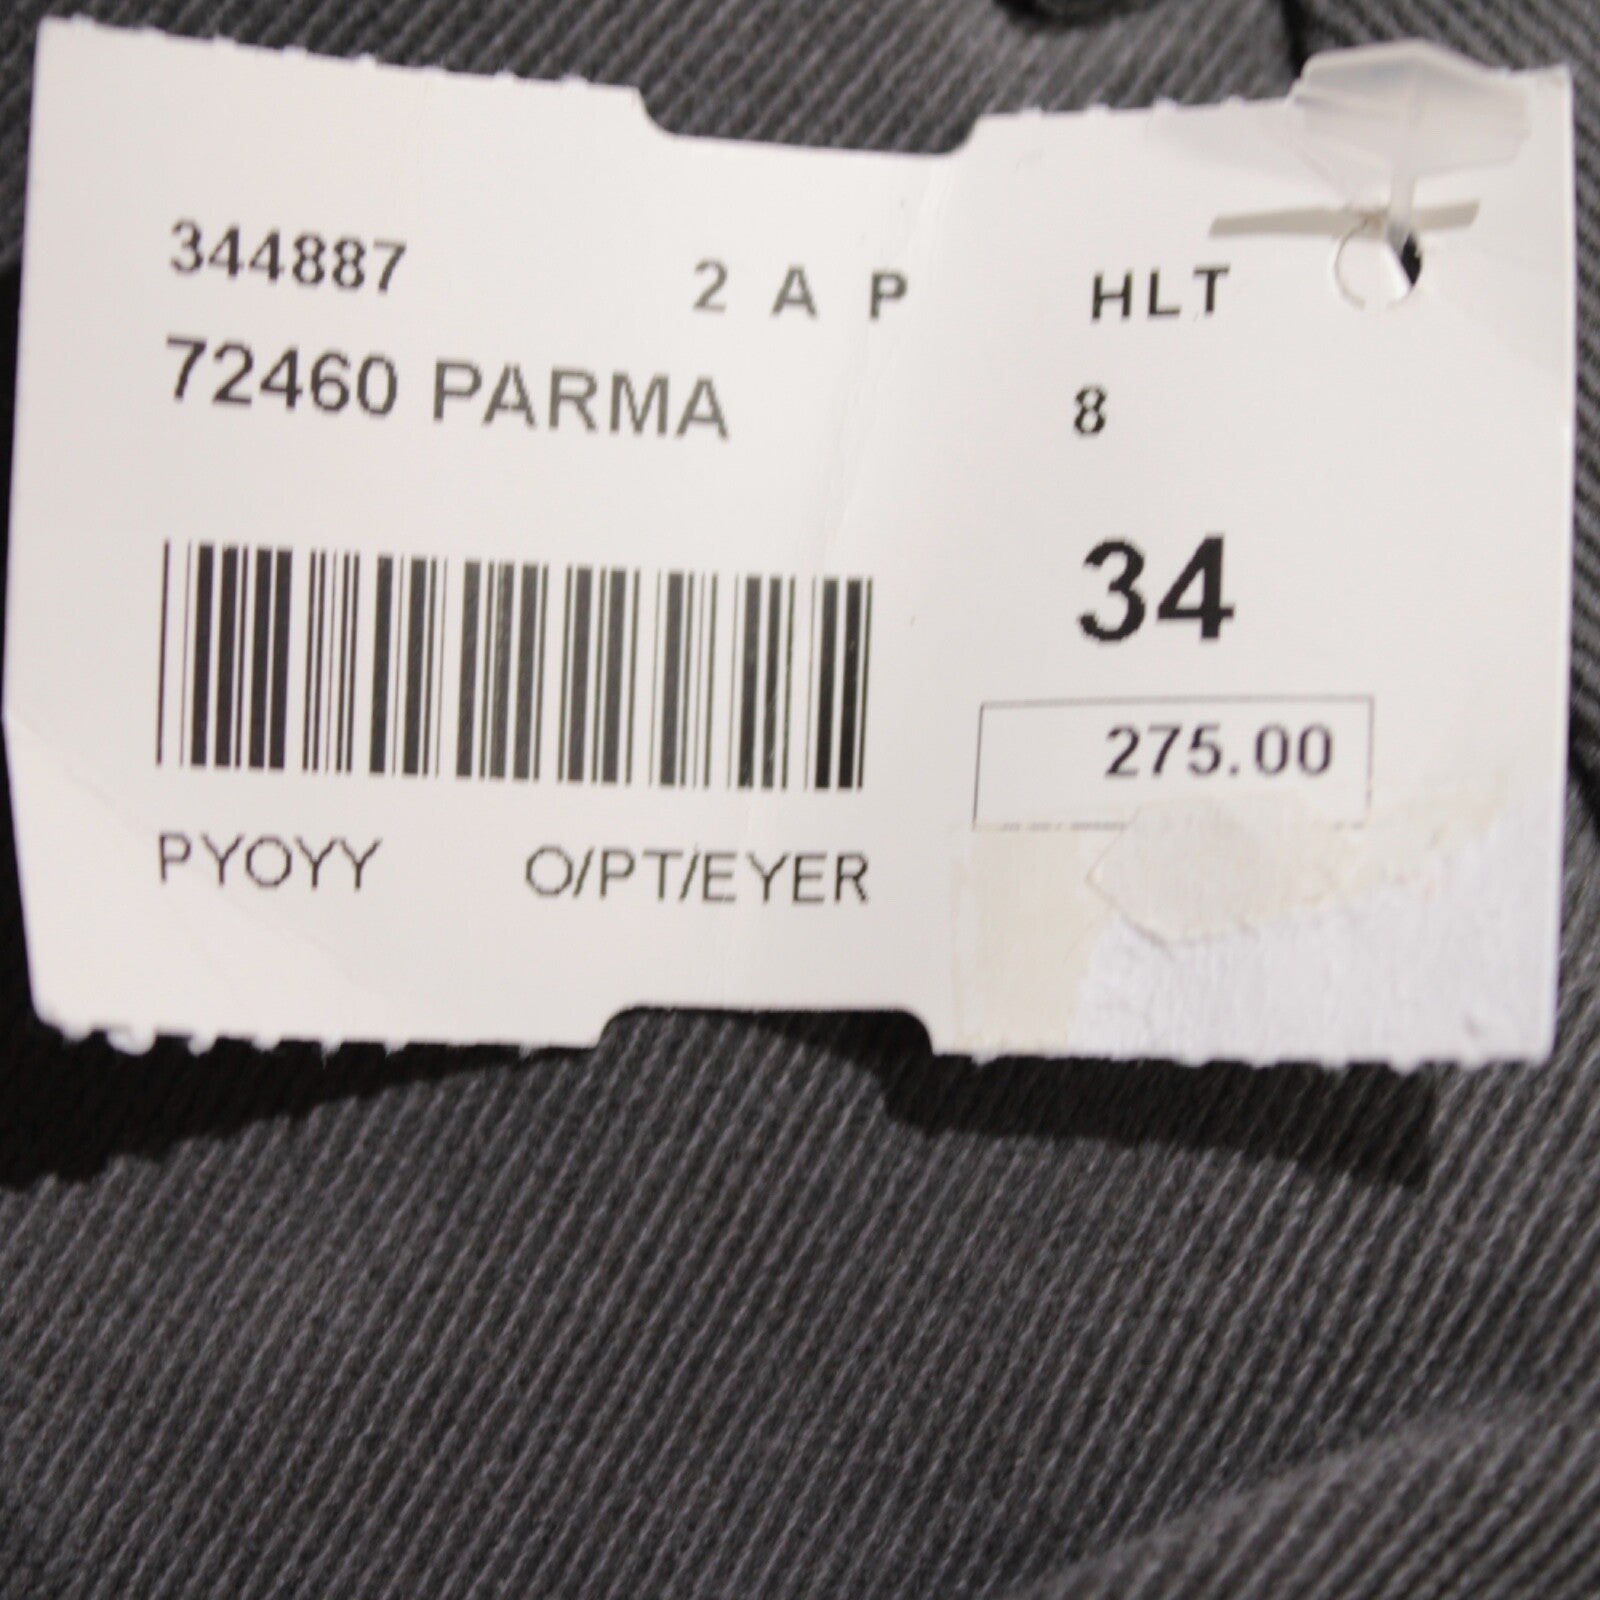 344887 2 A P HLT
72460 PARMA 8
34
275.00
PYOYY O/PT/EYER